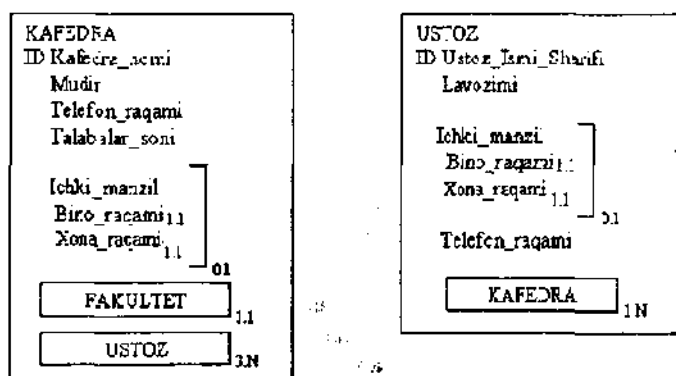 KAFEDRA
ID Kafedra_nomi
Mudir
Telefon_raqami
Talabalar_soni
Ichki_manzil
Bino_raqami 1.1
Xona_raqami 1.1
0.1
FAKULTET 1.1
USTOZ 3.N
USTOZ
ID Ustoz_Ismi_Sharifi
Lavozimi
Ichki_manzil
Bino_raqami 1.1
Xona_raqami 1.1
0.1
Telefon_raqami
KAFEDRA 1.N